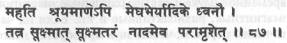 महति श्रूयमाणेऽपि मेघभेर्यादिके ध्वनौ ।
तत्र सूक्ष्मात् सूक्ष्मतरं नादमेव परामृशेत् ॥ ८७ ॥